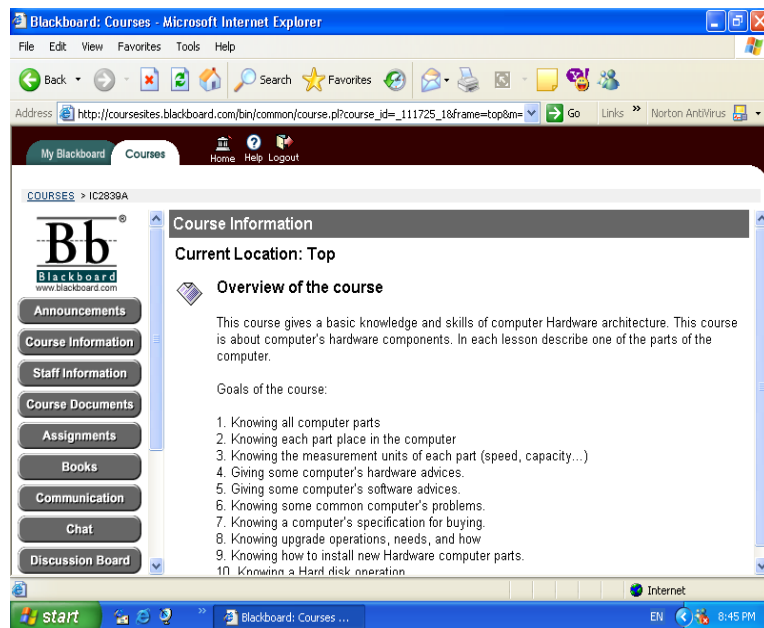 Blackboard: Courses - Microsoft Internet Explorer
File Edit View Favorites Tools Help
Back Search Favorites
Address http://coursesites.blackboard.com/bin/common/course.pl?course_id=_111725_1&frame=top&m= Go Links » Norton AntiVirus
My Blackboard Courses Home Help Logout
COURSES > IC2839A
Bb®
Blackboard
www.blackboard.com
Announcements
Course Information
Staff Information
Course Documents
Assignments
Books
Communication
Chat
Discussion Board
Course Information
Current Location: Top
Overview of the course
This course gives a basic knowledge and skills of computer Hardware architecture. This course
is about computer's hardware components. In each lesson describe one of the parts of the
computer.
Goals of the course:
1. Knowing all computer parts
2. Knowing each part place in the computer
3. Knowing the measurement units of each part (speed, capacity...)
4. Giving some computer's hardware advices.
5. Giving some computer's software advices.
6. Knowing some common computer's problems.
7. Knowing a computer's specification for buying.
8. Knowing upgrade operations, needs, and how
9. Knowing how to install new Hardware computer parts.
10. Knowing a Hard disk operation
Internet
start » Blackboard: Courses ... EN 8:45 PM